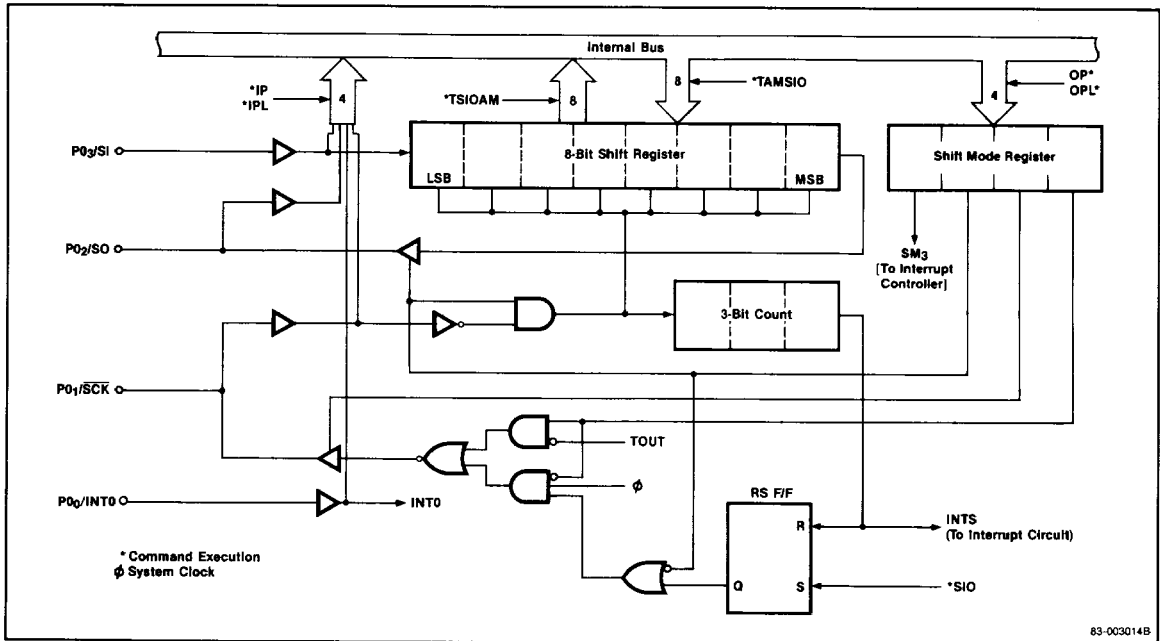 Internal Bus
*IP
*IPL
4
*TSIOAM
8
8
*TAMSIO
4
OP*
OPL*
P0₃/SI
8-Bit Shift Register
LSB
MSB
Shift Mode Register
P0₂/SO
SM₃
[To Interrupt
Controller]
3-Bit Count
P0₁/S̅C̅K̅
TOUT
ϕ
P0₀/INT0
INT0
RS F/F
R
INTS
(To Interrupt Circuit)
Q
S
*SIO
* Command Execution
ϕ System Clock
83-003014B